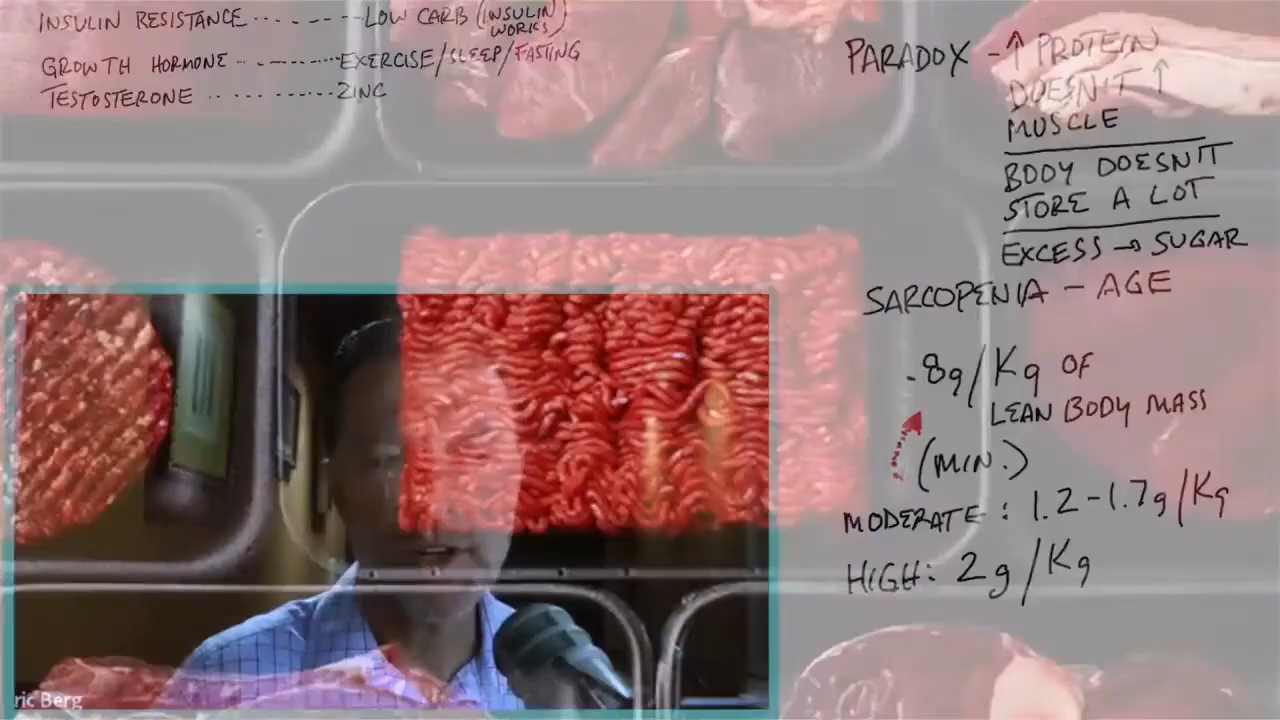 INSULIN RESISTANCE --------- LOW CARB (INSULIN WORKS)
GROWTH HORMONE --------- EXERCISE/SLEEP/FASTING
TESTOSTERONE --------- ZINC
PARADOX - ↑ PROTEIN
DOESN'T ↑
MUSCLE
BODY DOESN'T
STORE A LOT
EXCESS → SUGAR
SARCOPENIA - AGE
.8g/Kg OF
LEAN BODY MASS
(MIN.)
MODERATE: 1.2-1.7g/Kg
HIGH: 2g/Kg
ric Berg